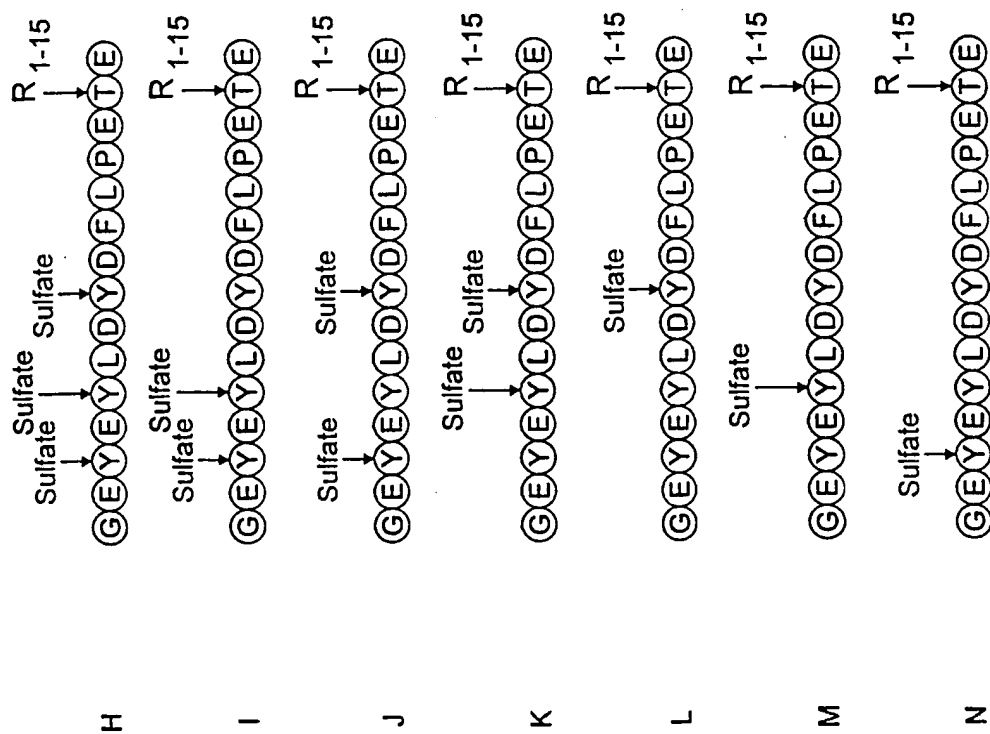 Sulfate Sulfate Sulfate R 1-15
H G E Y E Y L D Y D F L P E T E
Sulfate Sulfate R 1-15
I G E Y E Y L D Y D F L P E T E
Sulfate Sulfate R 1-15
J G E Y E Y L D Y D F L P E T E
Sulfate Sulfate R 1-15
K G E Y E Y L D Y D F L P E T E
Sulfate R 1-15
L G E Y E Y L D Y D F L P E T E
Sulfate R 1-15
M G E Y E Y L D Y D F L P E T E
Sulfate R 1-15
N G E Y E Y L D Y D F L P E T E